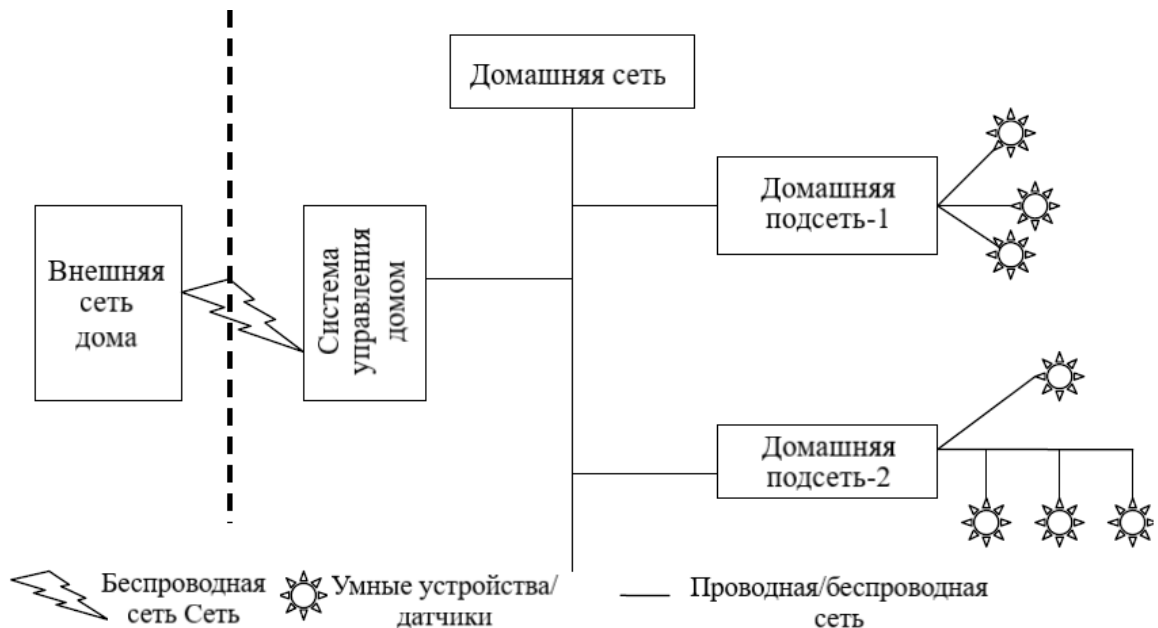 Домашняя сеть
Домашняя
подсеть-1
Внешняя
сеть
дома
Система
управления
домом
Домашняя
подсеть-2
Беспроводная
сеть Сеть
Умные устройства/
датчики
Проводная/беспроводная
сеть